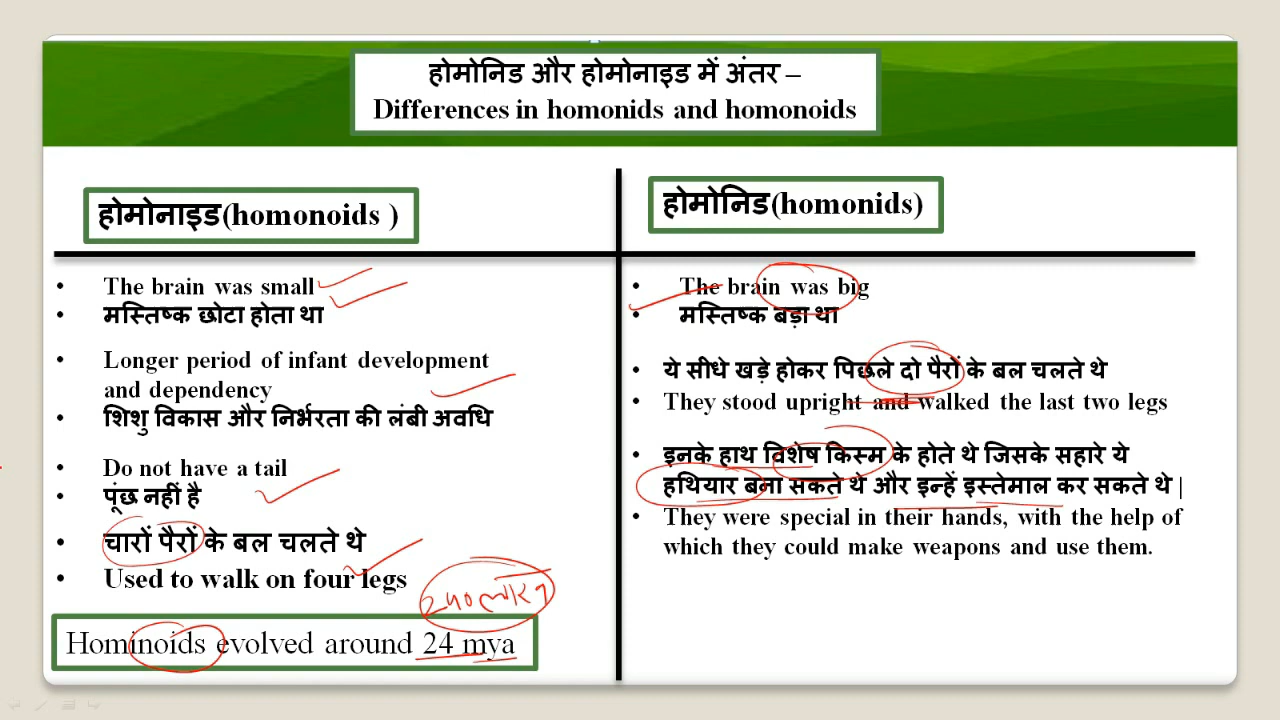 होमोनिड और होमोनाइड में अंतर –
Differences in homonids and homonoids
होमोनाइड(homonoids )
• The brain was small
• मस्तिष्क छोटा होता था
• Longer period of infant development
and dependency
• शिशु विकास और निर्भरता की लंबी अवधि
• Do not have a tail
• पूंछ नहीं है
• चारों पैरों के बल चलते थे
• Used to walk on four legs
Hominoids evolved around 24 mya
होमोनिड(homonids)
• The brain was big
• मस्तिष्क बड़ा था
• ये सीधे खड़े होकर पिछले दो पैरों के बल चलते थे
• They stood upright and walked the last two legs
• इनके हाथ विशेष किस्म के होते थे जिसके सहारे ये
हथियार बना सकते थे और इन्हें इस्तेमाल कर सकते थे |
• They were special in their hands, with the help of
which they could make weapons and use them.